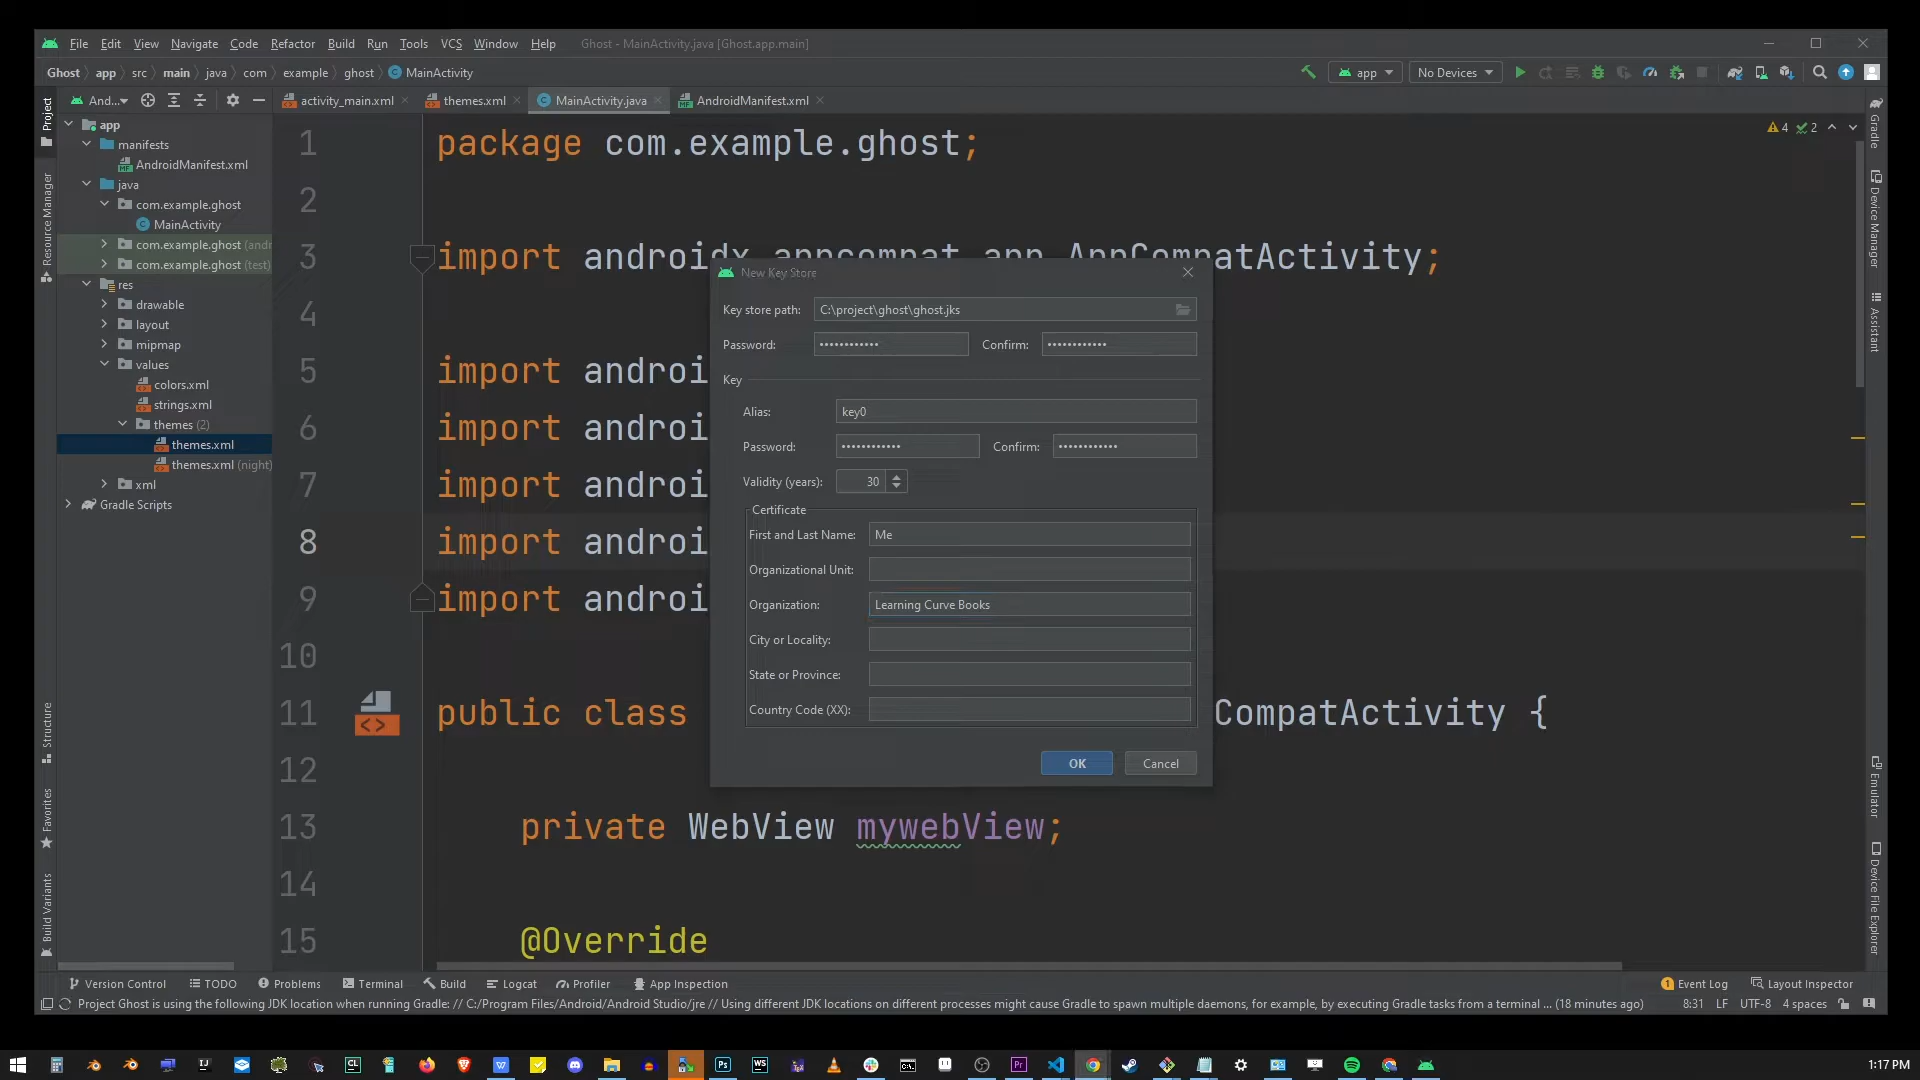 File Edit View Navigate Code Refactor Build Run Tools VCS Window Help Ghost - MainActivity.java [Ghost.app.main]
Ghost app src main java com example ghost MainActivity app No Devices
And... activity_main.xml themes.xml MainActivity.java AndroidManifest.xml
Project
Resource Manager
Structure
Favorites
Build Variants
app
manifests
AndroidManifest.xml
java
com.example.ghost
MainActivity
com.example.ghost (andr
com.example.ghost (test)
res
drawable
layout
mipmap
values
colors.xml
strings.xml
themes (2)
themes.xml
themes.xml (night)
xml
Gradle Scripts
4 2
1 package com.example.ghost;
2
3 import androidx.appcompat.app.AppCompatActivity;
4
5 import androi
6 import androi
7 import androi
8 import androi
9 import androi
10
11 public class CompatActivity {
12
13 private WebView mywebView;
14
15 @Override
New Key Store
Key store path: C:\project\ghost\ghost.jks
Password: •••••••••••• Confirm: ••••••••••••
Key
Alias: key0
Password: •••••••••••• Confirm: ••••••••••••
Validity (years): 30
Certificate
First and Last Name: Me
Organizational Unit:
Organization: Learning Curve Books
City or Locality:
State or Province:
Country Code (XX):
OK Cancel
Gradle
Device Manager
Assistant
Emulator
Device File Explorer
Version Control TODO Problems Terminal Build Logcat Profiler App Inspection 1 Event Log Layout Inspector
Project Ghost is using the following JDK location when running Gradle: // C:/Program Files/Android/Android Studio/jre // Using different JDK locations on different processes might cause Gradle to spawn multiple daemons, for example, by executing Gradle tasks from a terminal ... (18 minutes ago) 8:31 LF UTF-8 4 spaces
CL Ps WS Pr 1:17 PM